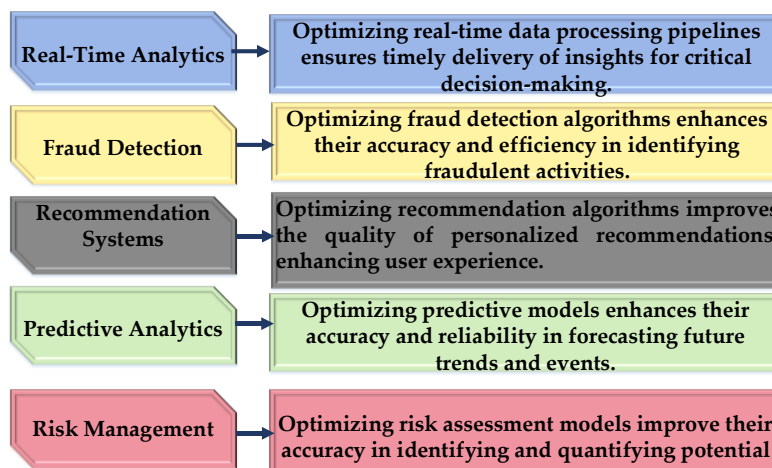 Real-Time Analytics
Optimizing real-time data processing pipelines
ensures timely delivery of insights for critical
decision-making.
Fraud Detection
Optimizing fraud detection algorithms enhances
their accuracy and efficiency in identifying
fraudulent activities.
Recommendation
Systems
Optimizing recommendation algorithms improves
the quality of personalized recommendations
enhancing user experience.
Predictive Analytics
Optimizing predictive models enhances their
accuracy and reliability in forecasting future
trends and events.
Risk Management
Optimizing risk assessment models improve their
accuracy in identifying and quantifying potential